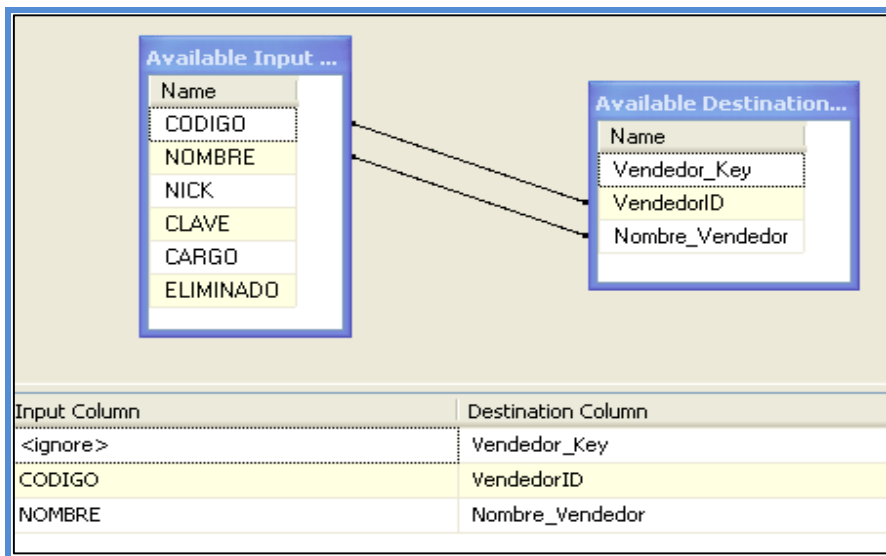 Available Input ...
Name
CODIGO
NOMBRE
NICK
CLAVE
CARGO
ELIMINADO
Available Destination...
Name
Vendedor_Key
VendedorID
Nombre_Vendedor
Input Column Destination Column
<ignore> Vendedor_Key
CODIGO VendedorID
NOMBRE Nombre_Vendedor